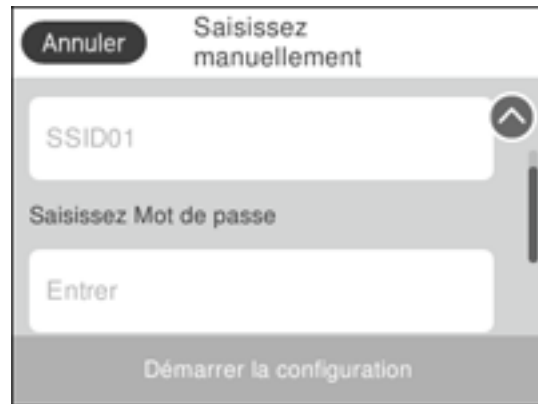 Annuler
Saisissez
manuellement
SSID01
Saisissez Mot de passe
Entrer
Démarrer la configuration